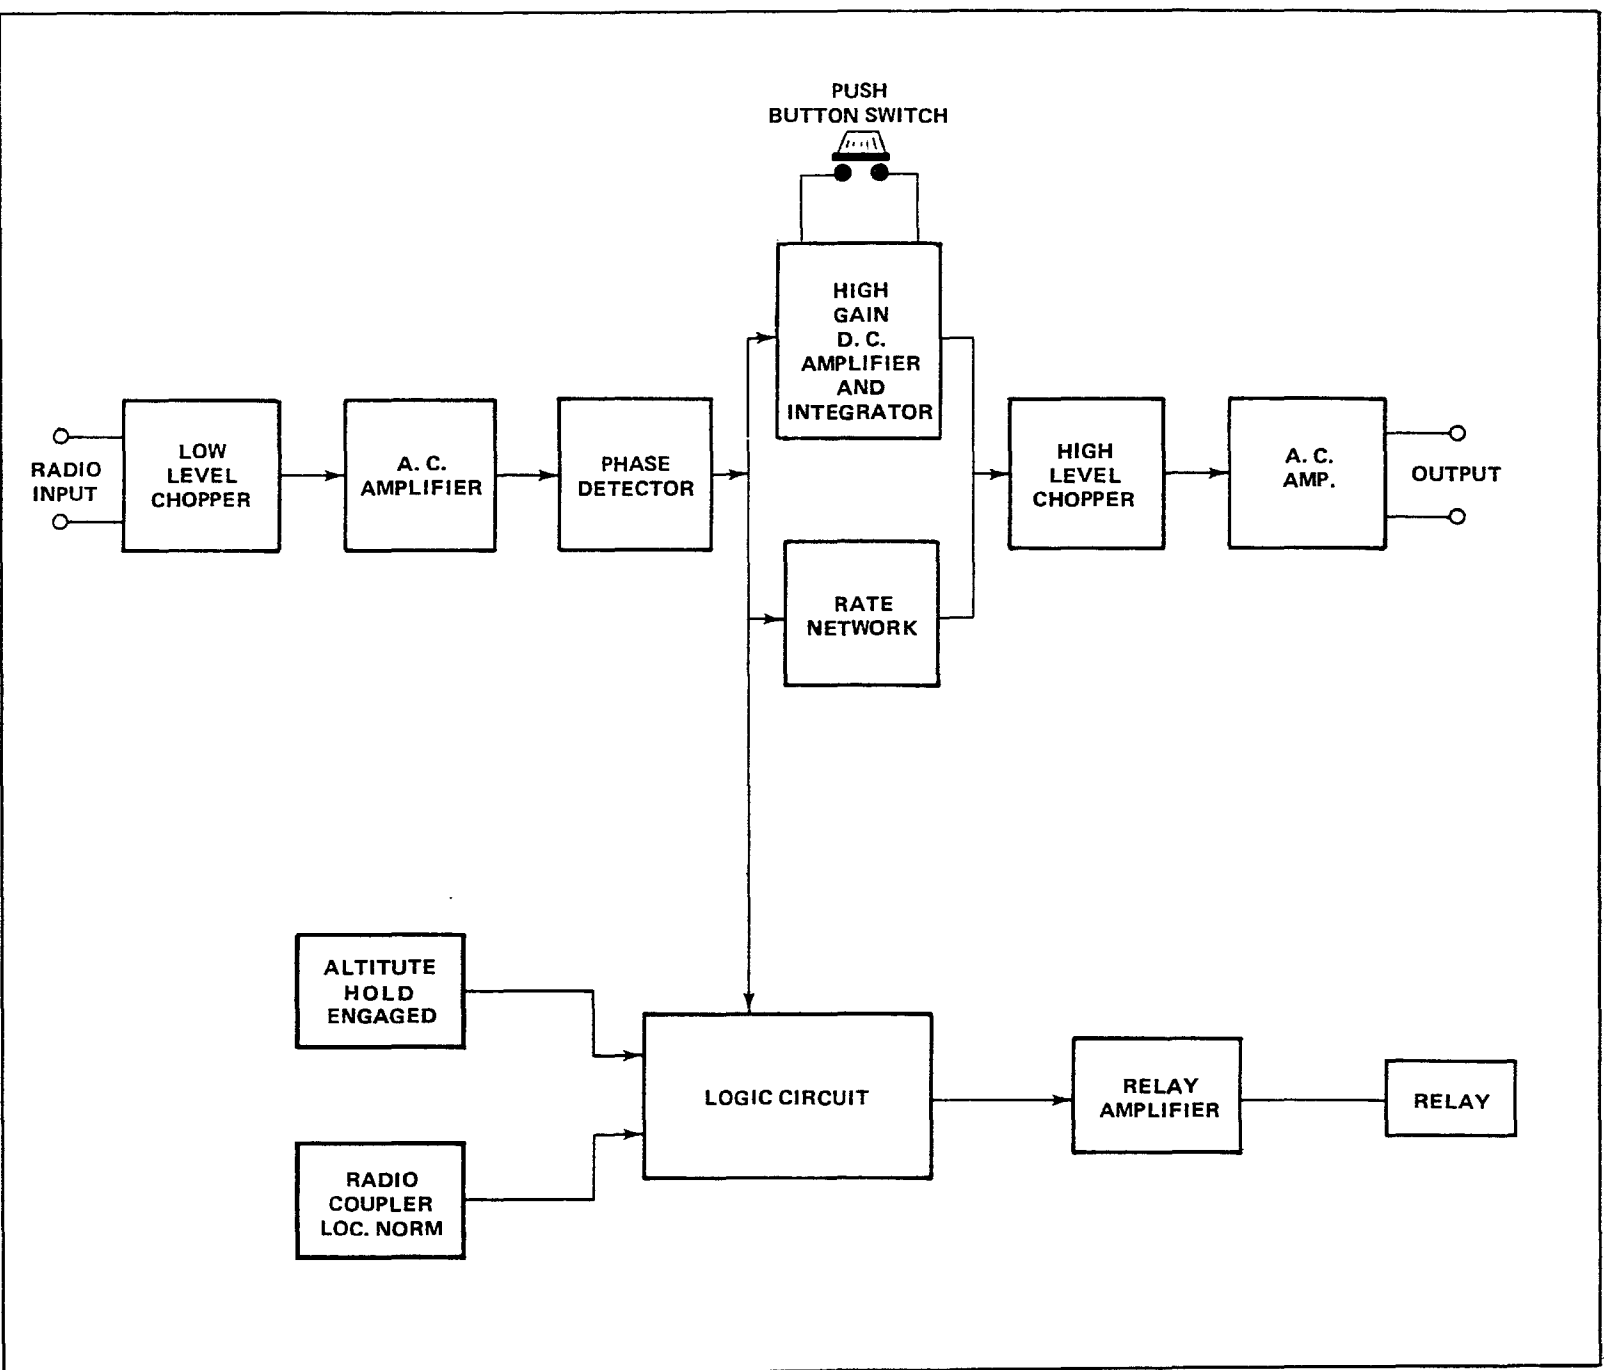 PUSH
BUTTON SWITCH
HIGH
GAIN
D. C.
AMPLIFIER
AND
INTEGRATOR
RADIO
INPUT
LOW
LEVEL
CHOPPER
A. C.
AMPLIFIER
PHASE
DETECTOR
HIGH
LEVEL
CHOPPER
A. C.
AMP.
OUTPUT
RATE
NETWORK
ALTITUTE
HOLD
ENGAGED
LOGIC CIRCUIT
RELAY
AMPLIFIER
RELAY
RADIO
COUPLER
LOC. NORM